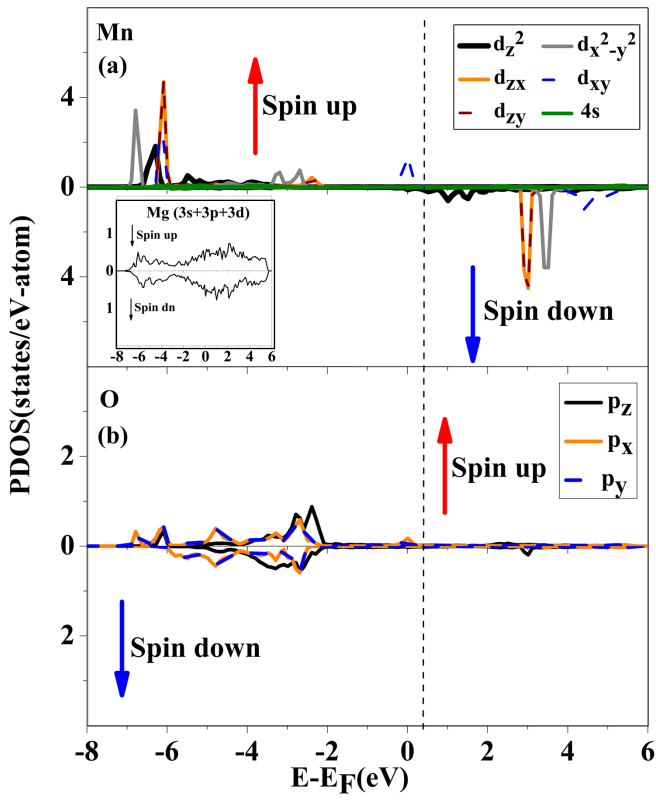 Mn
(a)
Spin up
d_z^2
d_x^2-y^2
d_zx
d_xy
d_zy
4s
4
0
4
Mg (3s+3p+3d)
1
Spin up
0
Spin dn
1
-8 -6 -4 -2 0 2 4 6
Spin down
PDOS(states/eV-atom)
O
(b)
p_z
p_x
p_y
Spin up
2
0
2
Spin down
-8 -6 -4 -2 0 2 4 6
E-E_F(eV)